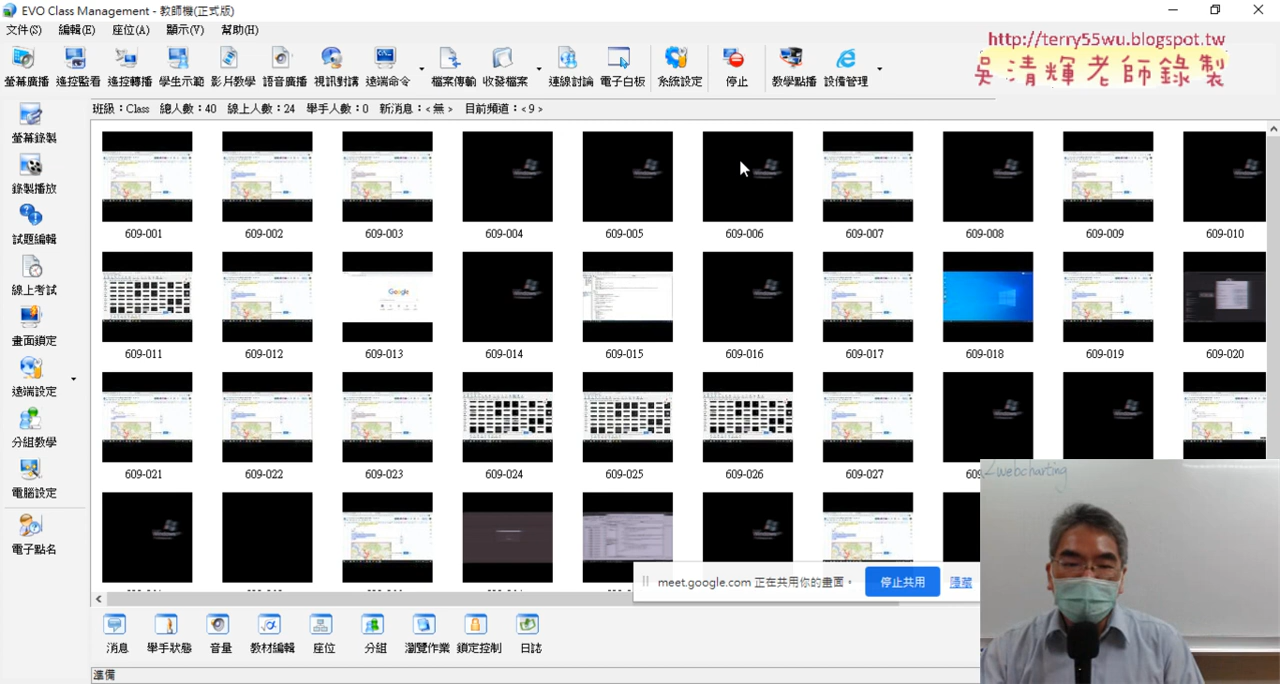 EVO Class Management - 教師機(正式版)
文件(S) 編輯(E) 座位(A) 顯示(V) 幫助(H)
http://terry55wu.blogspot.tw
吳清輝老師錄製
螢幕廣播 遙控監看 遙控轉播 學生示範 影片教學 語音廣播 視訊對講 遠端命令 檔案傳輸 收發檔案 連線討論 電子白板 系統設定 停止 教學點播 設備管理
班級：Class 總人數：40 線上人數：24 舉手人數：0 新消息：<無> 目前頻道：<9>
螢幕錄製
錄製播放
試題編輯
線上考試
畫面鎖定
遠端設定
分組教學
電腦設定
電子點名
609-001 609-002 609-003 609-004 609-005 609-006 609-007 609-008 609-009 609-010
Google
609-011 609-012 609-013 609-014 609-015 609-016 609-017 609-018 609-019 609-020
609-021 609-022 609-023 609-024 609-025 609-026 609-027
webcharting
meet.google.com 正在共用你的畫面。 停止共用 隱藏
消息 舉手狀態 音量 教材編輯 座位 分組 瀏覽作業 鎖定控制 日誌
準備